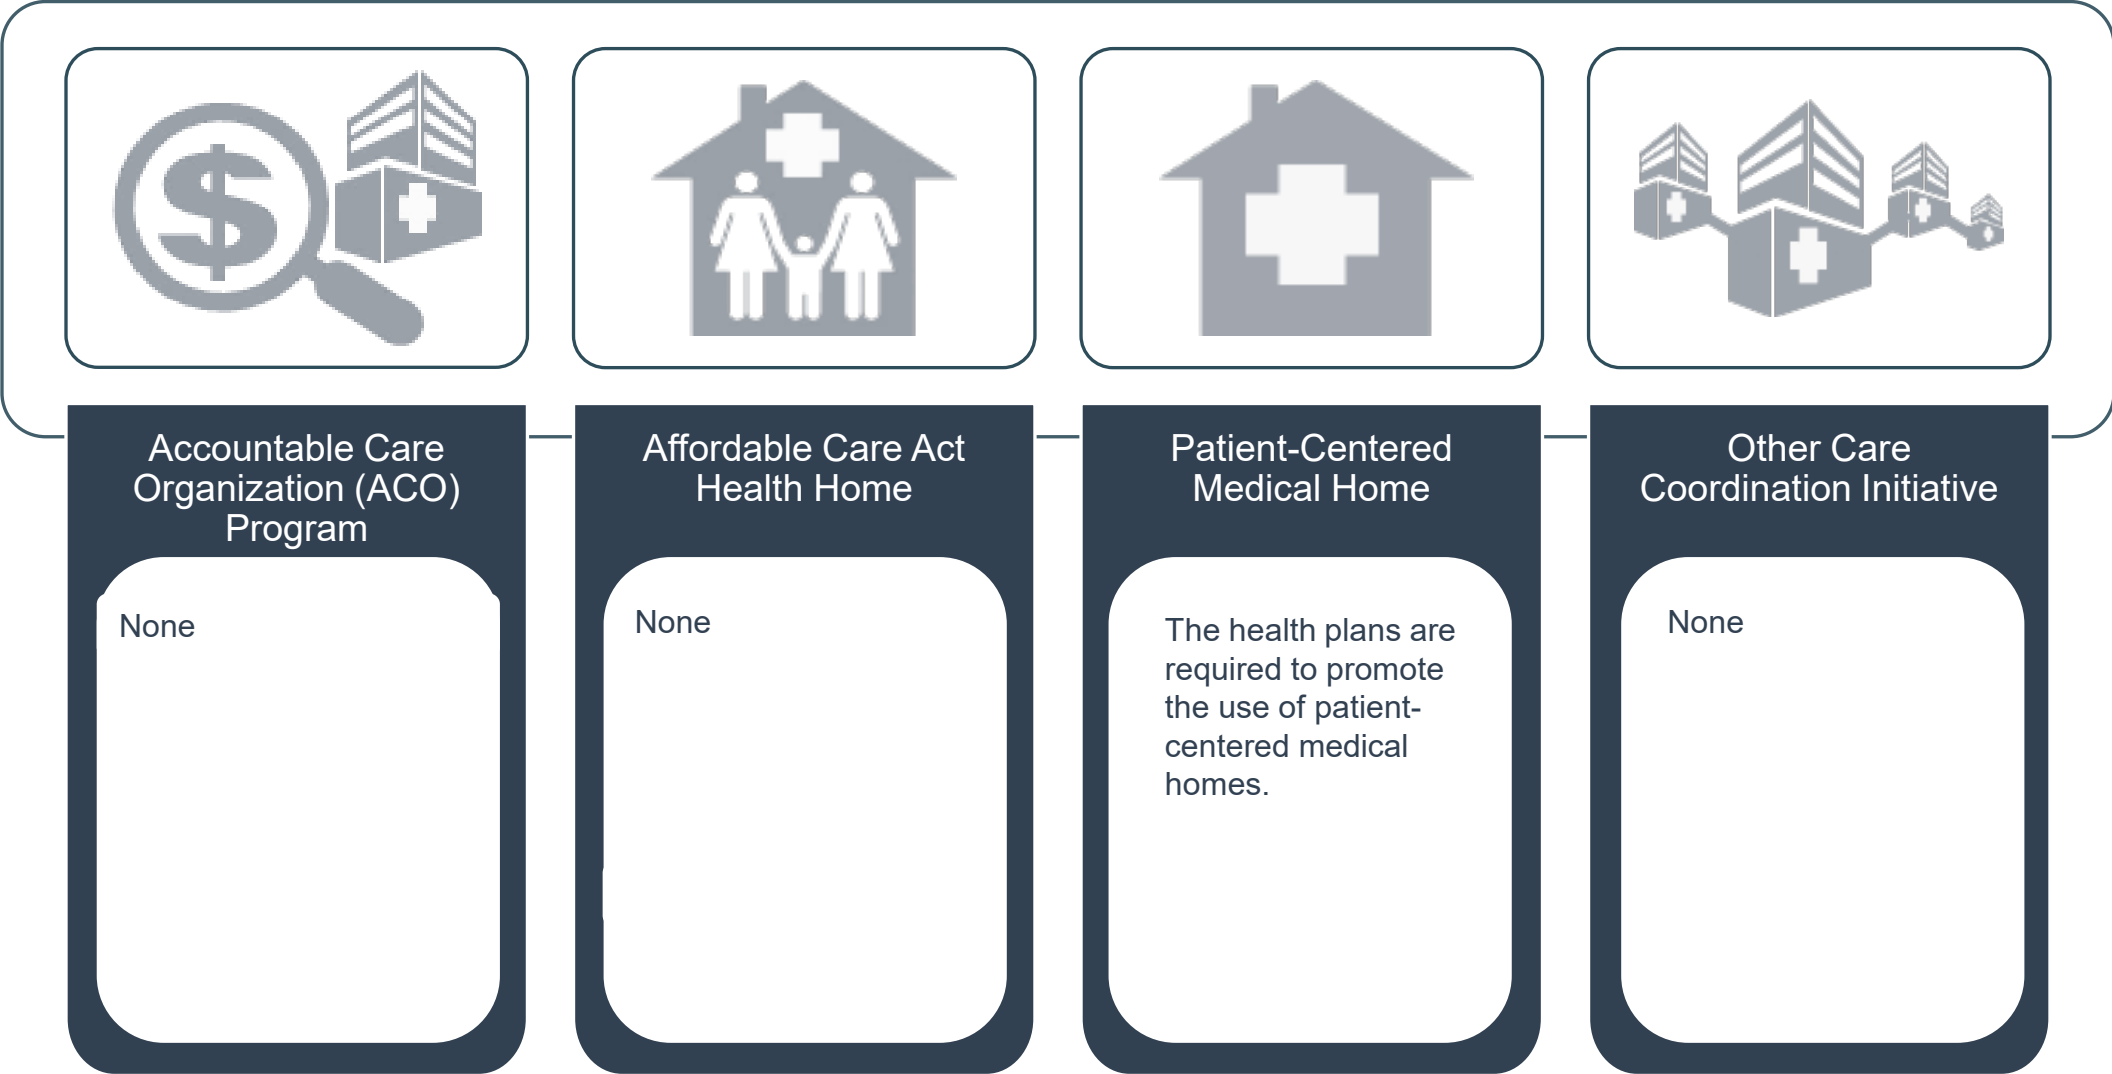 Accountable Care
Organization (ACO)
Program
None
Affordable Care Act
Health Home
None
Patient-Centered
Medical Home
The health plans are
required to promote
the use of patient-
centered medical
homes.
Other Care
Coordination Initiative
None